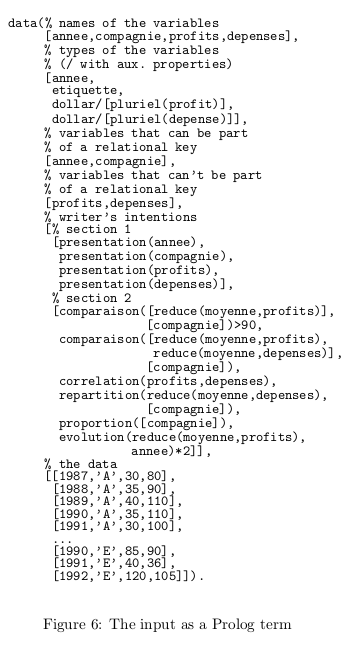 data(% names of the variables
[annee,compagnie,profits,depenses],
% types of the variables
% (/ with aux. properties)
[annee,
etiquette,
dollar/[pluriel(profit)],
dollar/[pluriel(depense)]],
% variables that can be part
% of a relational key
[annee,compagnie],
% variables that can't be part
% of a relational key
[profits,depenses],
% writer's intentions
[% section 1
[presentation(annee),
presentation(compagnie),
presentation(profits),
presentation(depenses)],
% section 2
[comparaison([reduce(moyenne,profits)],
[compagnie])>90,
comparaison([reduce(moyenne,profits),
reduce(moyenne,depenses)],
[compagnie]),
correlation(profits,depenses),
repartition(reduce(moyenne,depenses),
[compagnie]),
proportion([compagnie]),
evolution(reduce(moyenne,profits),
annee)*2]],
% the data
[[1987,'A',30,80],
[1988,'A',35,90],
[1989,'A',40,110],
[1990,'A',35,110],
[1991,'A',30,100],
...
[1990,'E',85,90],
[1991,'E',40,36],
[1992,'E',120,105]]).
Figure 6: The input as a Prolog term